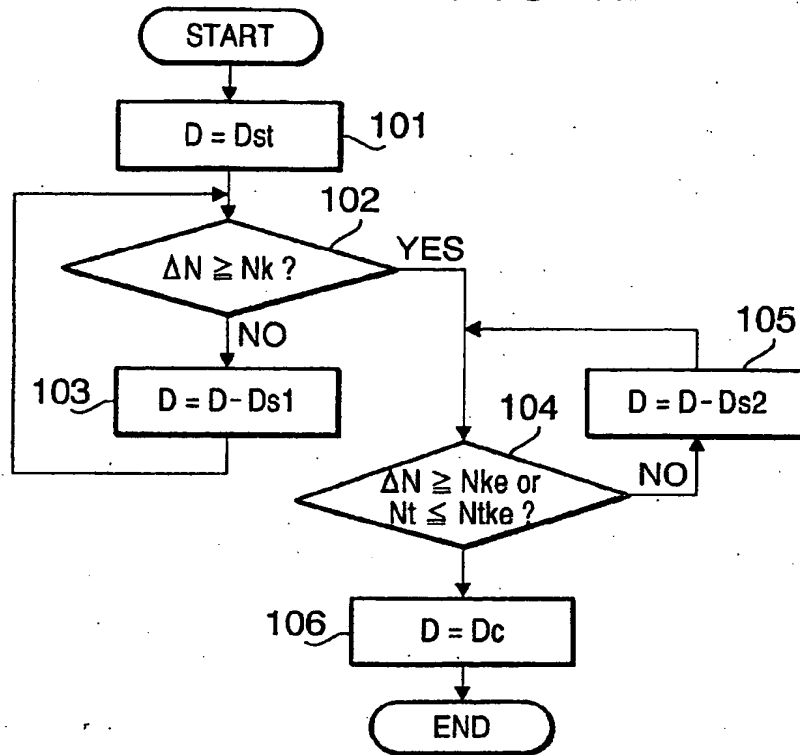 START
D = Dst
101
102
ΔN ≧ Nk ?
YES
NO
103
D = D - Ds1
105
D = D - Ds2
104
ΔN ≧ Nke or
Nt ≦ Ntke ?
NO
106
D = Dc
END